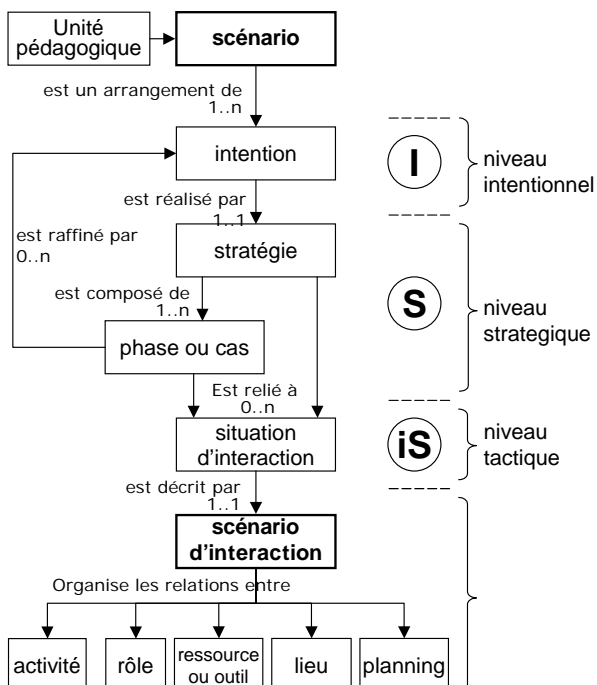 Unité
pédagogique
scénario
est un arrangement de
1..n
intention
I
niveau
intentionnel
est réalisé par
1..1
est raffiné par
0..n
stratégie
est composé de
1..n
S
niveau
strategique
phase ou cas
Est relié à
0..n
situation
d'interaction
iS
niveau
tactique
est décrit par
1..1
scénario
d'interaction
Organise les relations entre
activité
rôle
ressource
ou outil
lieu
planning